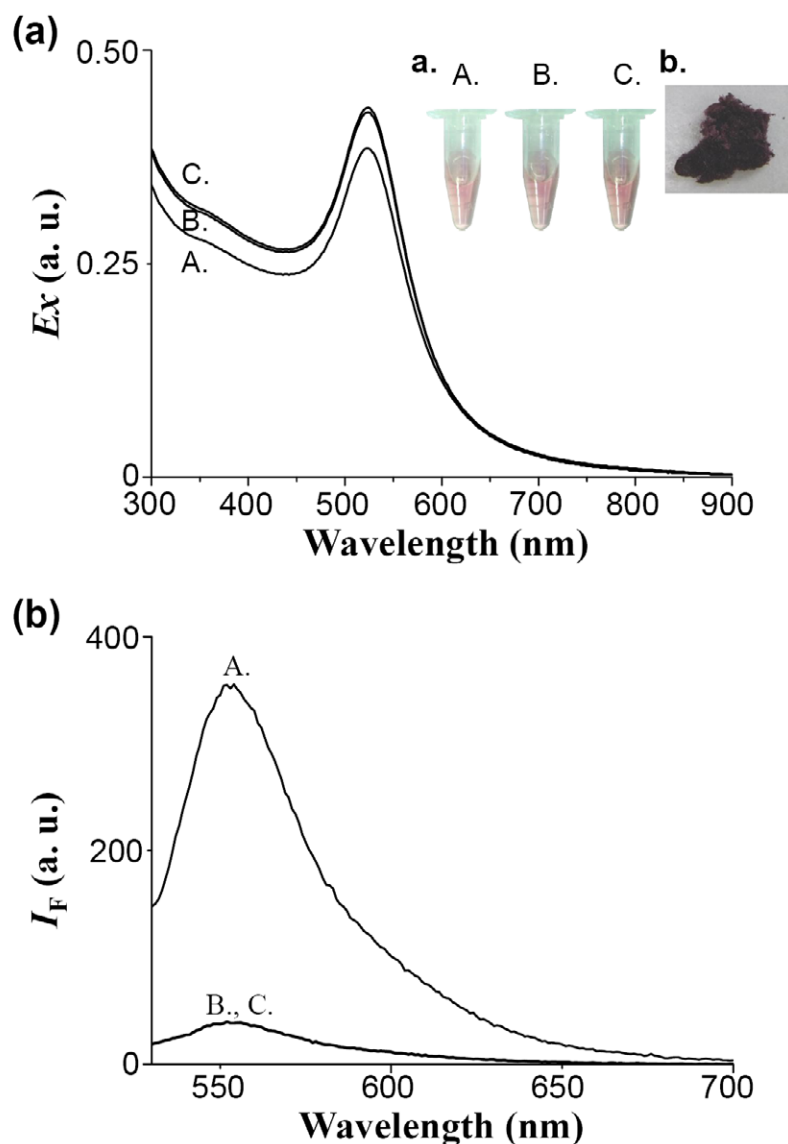 (a)
0.50
a. A. B. C. b.
C.
B.
A.
0.25
Ex (a. u.)
0
300 400 500 600 700 800 900
Wavelength (nm)
(b)
400
A.
200
I_F (a. u.)
B., C.
0
550 600 650 700
Wavelength (nm)